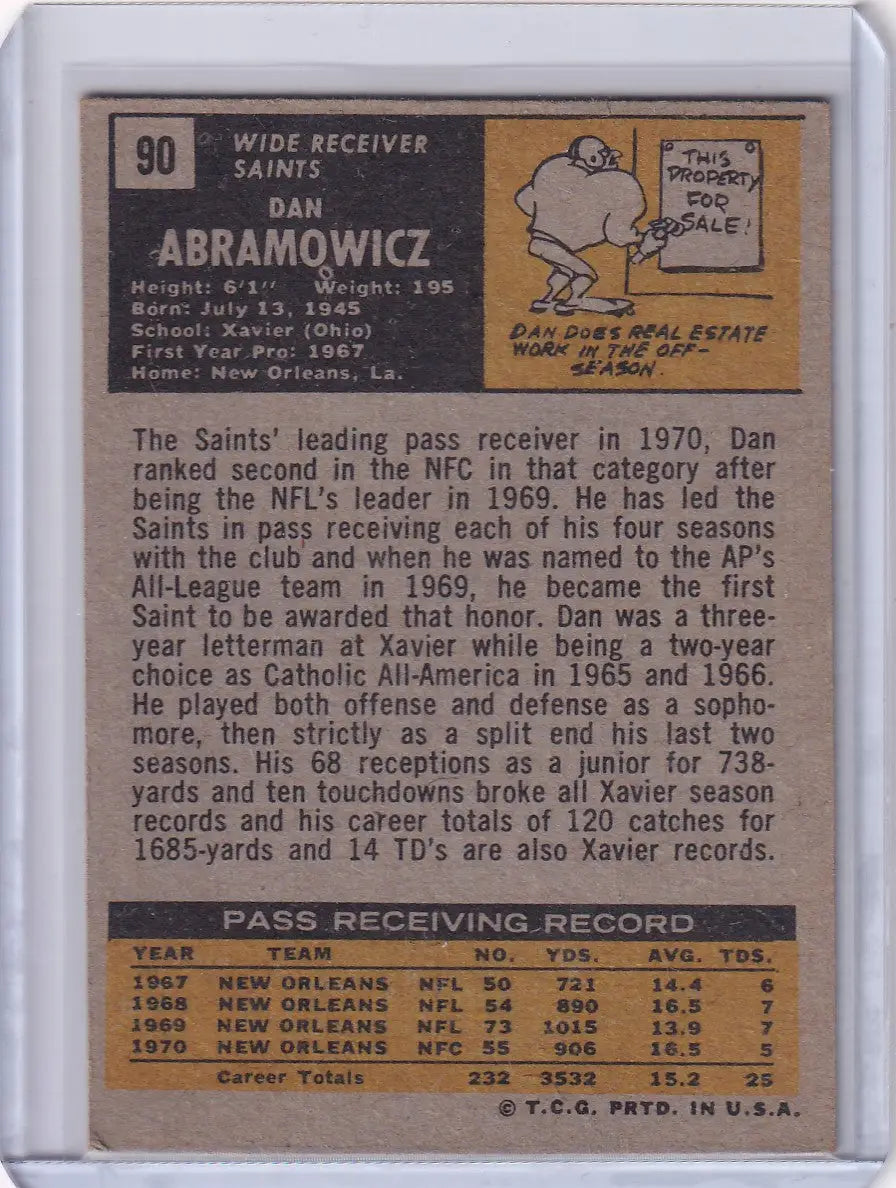 90
WIDE RECEIVER
SAINTS
DAN
ABRAMOWICZ
Height: 6'1" Weight: 195
Born: July 13, 1945
School: Xavier (Ohio)
First Year Pro: 1967
Home: New Orleans, La.
THIS
PROPERTY
FOR
SALE!
DAN DOES REAL ESTATE
WORK IN THE OFF-
SEASON.
The Saints' leading pass receiver in 1970, Dan
ranked second in the NFC in that category after
being the NFL's leader in 1969. He has led the
Saints in pass receiving each of his four seasons
with the club and when he was named to the AP's
All-League team in 1969, he became the first
Saint to be awarded that honor. Dan was a three-
year letterman at Xavier while being a two-year
choice as Catholic All-America in 1965 and 1966.
He played both offense and defense as a sopho-
more, then strictly as a split end his last two
seasons. His 68 receptions as a junior for 738-
yards and ten touchdowns broke all Xavier season
records and his career totals of 120 catches for
1685-yards and 14 TD's are also Xavier records.
PASS RECEIVING RECORD
YEAR TEAM NO. YDS. AVG. TDS.
1967 NEW ORLEANS NFL 50 721 14.4 6
1968 NEW ORLEANS NFL 54 890 16.5 7
1969 NEW ORLEANS NFL 73 1015 13.9 7
1970 NEW ORLEANS NFC 55 906 16.5 5
Career Totals 232 3532 15.2 25
© T.C.G. PRTD. IN U.S.A.